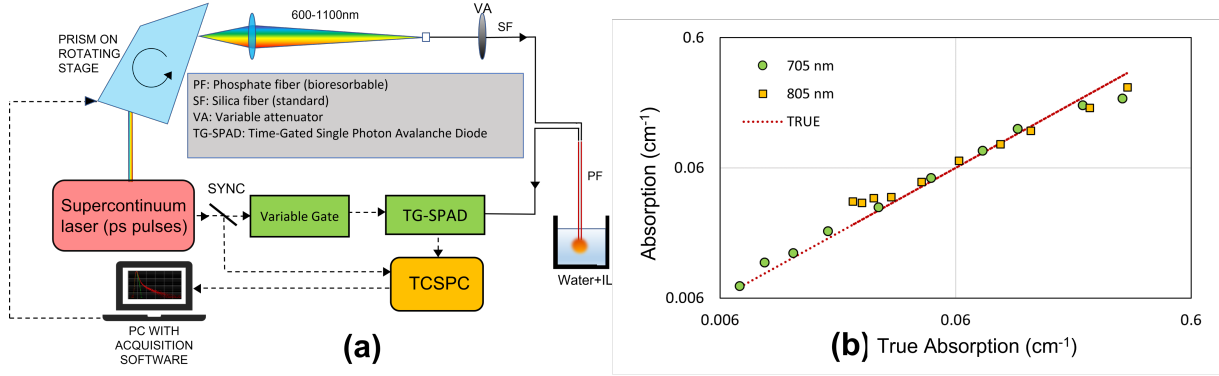 600-1100nm
VA
SF
PRISM ON
ROTATING
STAGE
PF: Phosphate fiber (bioresorbable)
SF: Silica fiber (standard)
VA: Variable attenuator
TG-SPAD: Time-Gated Single Photon Avalanche Diode
PF
SYNC
Supercontinuum
laser (ps pulses)
Variable Gate
TG-SPAD
TCSPC
Water+IL
PC WITH
ACQUISITION
SOFTWARE
(a)
0.6
0.06
0.006
Absorption (cm-1)
705 nm
805 nm
TRUE
0.006
0.06
0.6
(b)
True Absorption (cm-1)